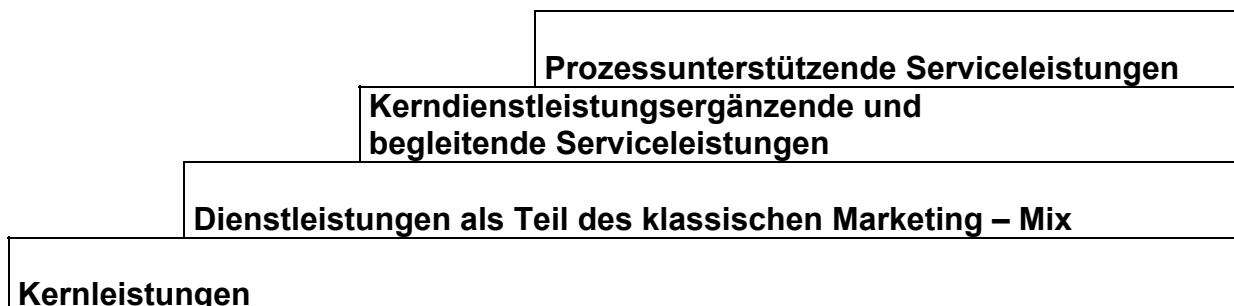 Prozessunterstützende Serviceleistungen
Kerndienstleistungsergänzende und
begleitende Serviceleistungen
Dienstleistungen als Teil des klassischen Marketing – Mix
Kernleistungen